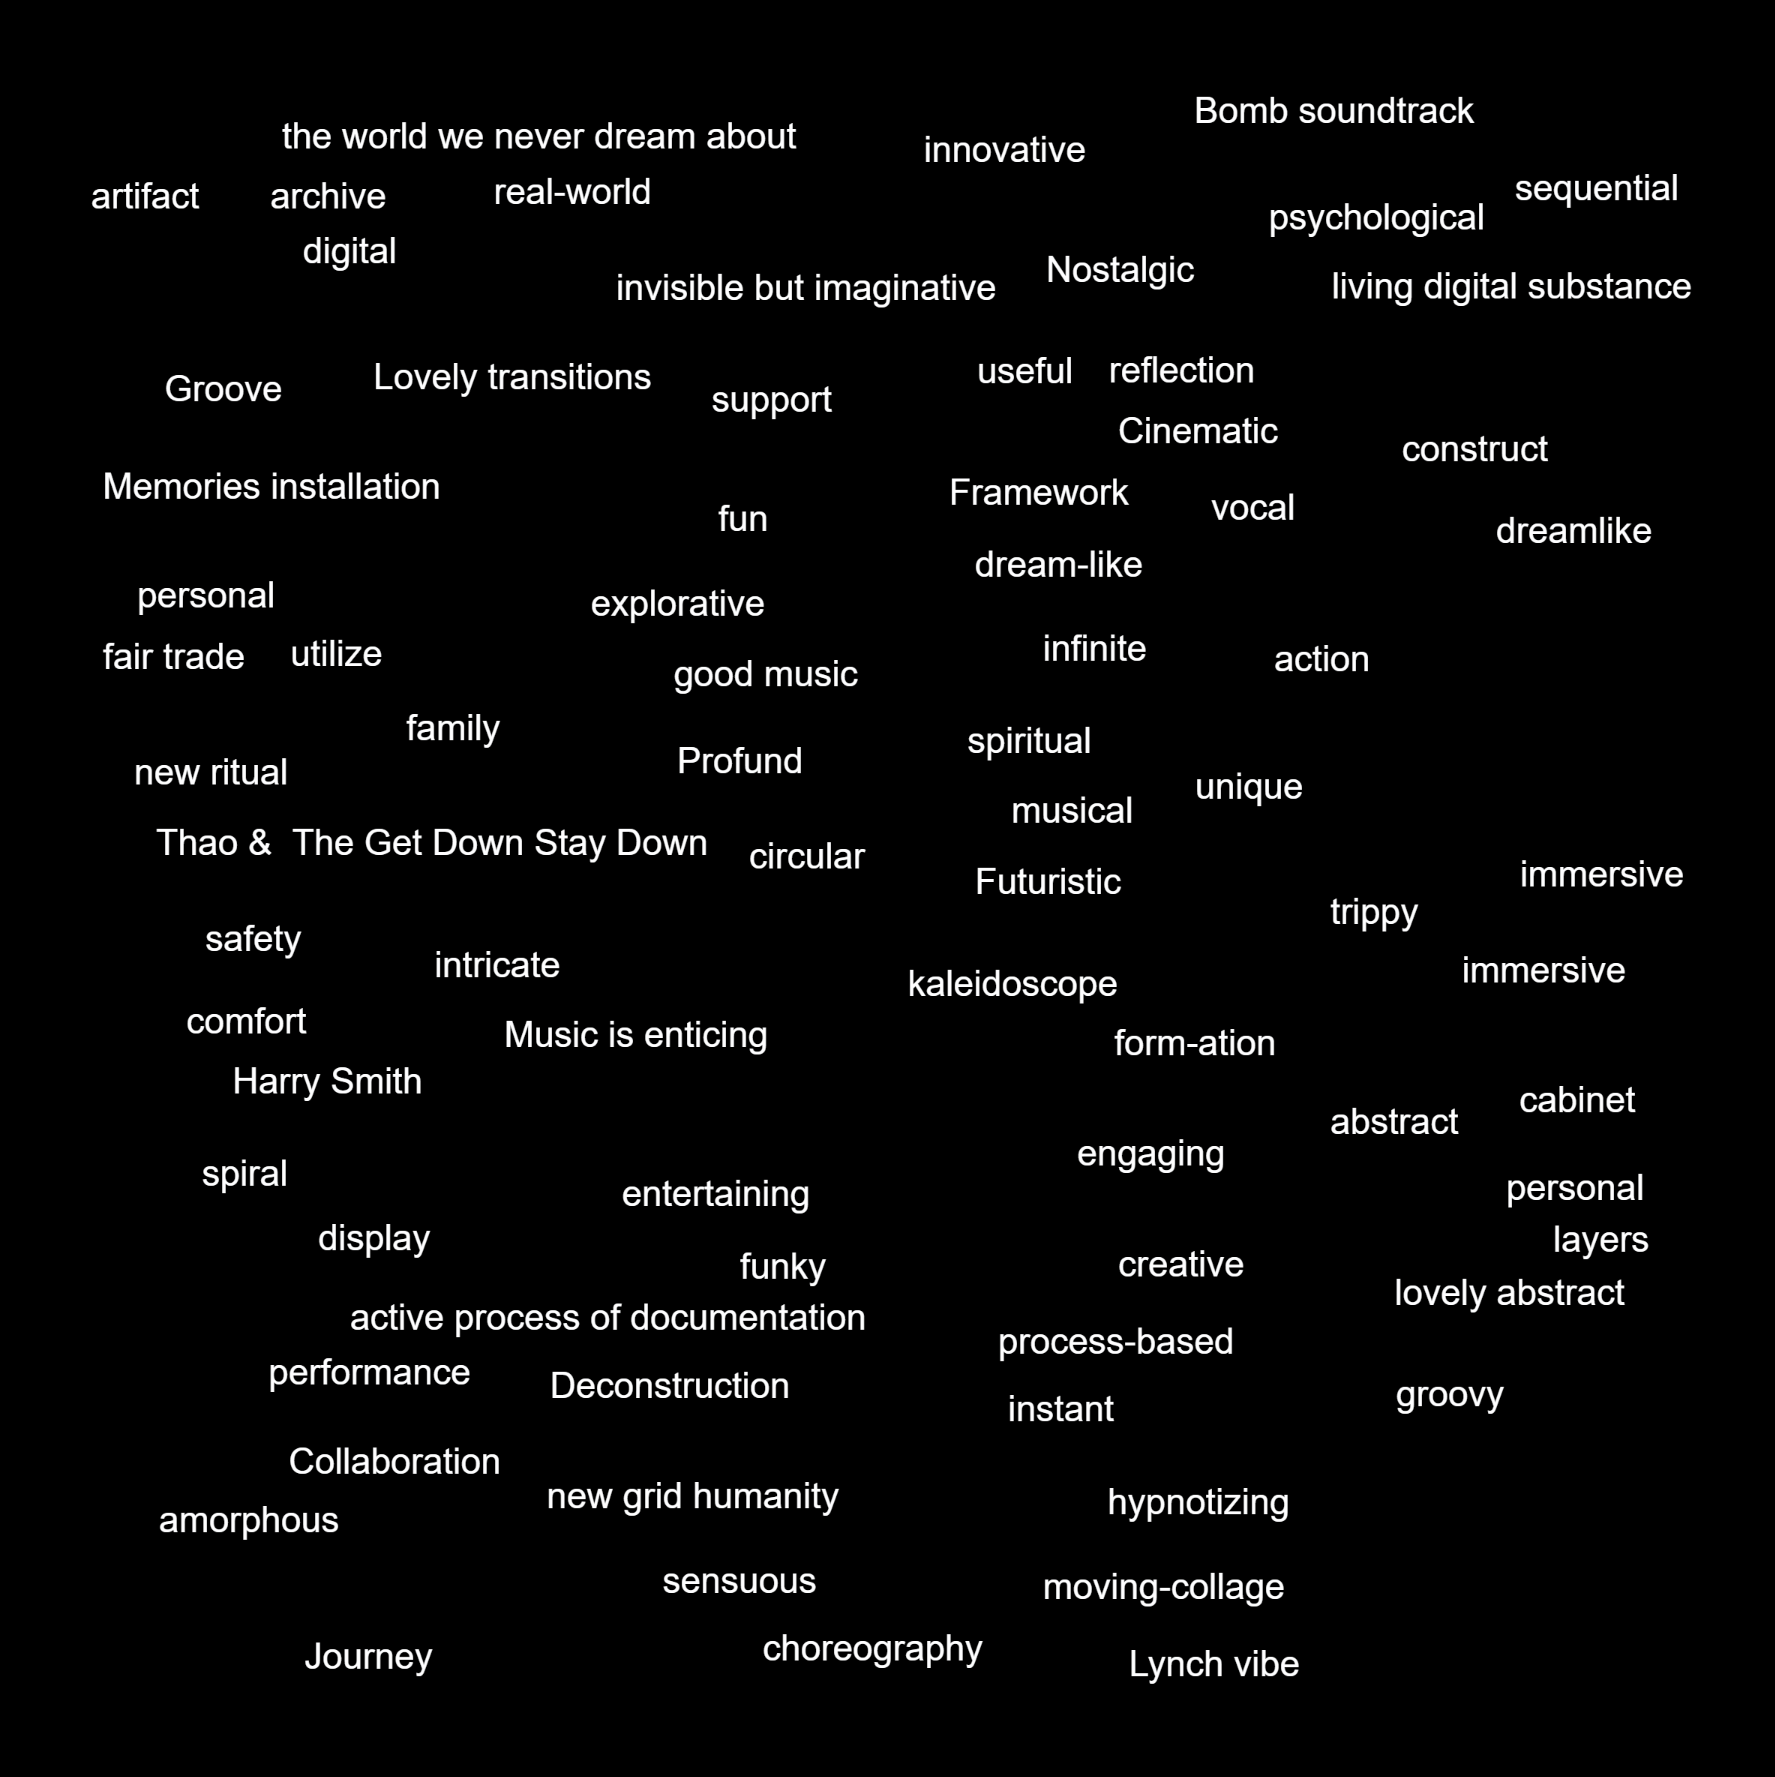 Bomb soundtrack
the world we never dream about
innovative
artifact
archive
real-world
sequential
psychological
digital
invisible but imaginative
Nostalgic
living digital substance
Groove
Lovely transitions
support
useful
reflection
Cinematic
construct
Memories installation
Framework
vocal
fun
dreamlike
dream-like
personal
explorative
fair trade
utilize
infinite
action
good music
family
spiritual
new ritual
Profund
unique
musical
Thao &  The Get Down Stay Down
circular
Futuristic
immersive
trippy
safety
intricate
kaleidoscope
immersive
comfort
Music is enticing
form-ation
Harry Smith
cabinet
abstract
engaging
spiral
entertaining
personal
display
layers
funky
creative
lovely abstract
active process of documentation
process-based
performance
Deconstruction
instant
groovy
Collaboration
new grid humanity
hypnotizing
amorphous
sensuous
moving-collage
Journey
choreography
Lynch vibe